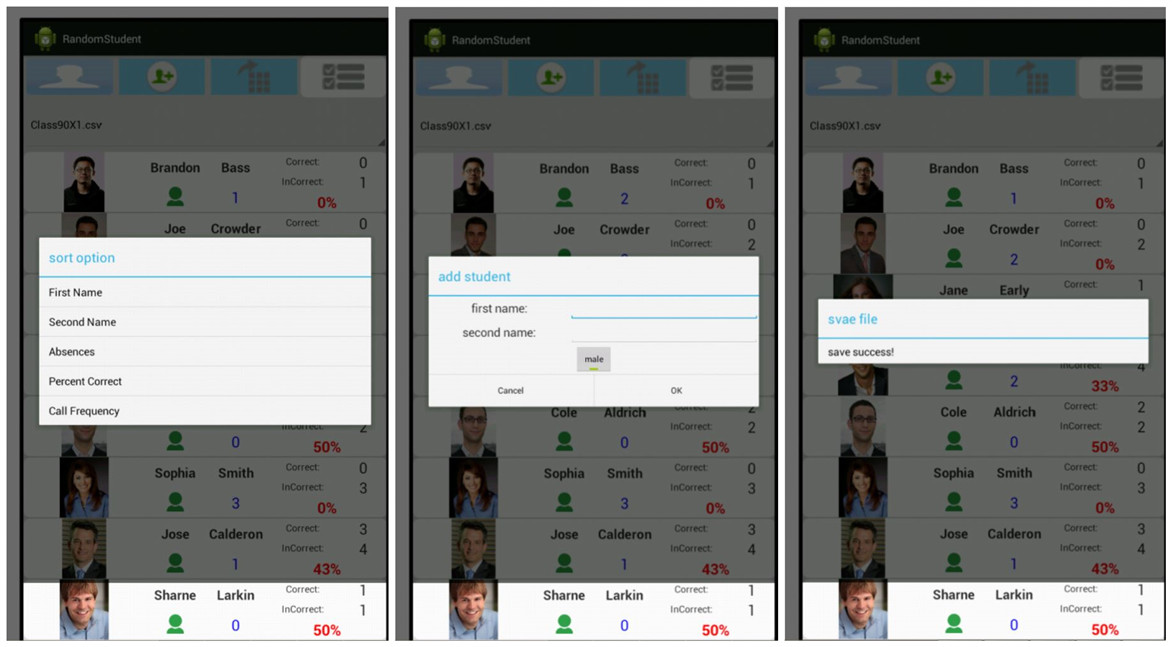 RandomStudent
Class90X1.csv
Brandon Bass Correct: 0
InCorrect: 1
1 0%
Joe Crowder Correct: 0
sort option
First Name
Second Name
Absences
Percent Correct
Call Frequency
InCorrect: 2
0 50%
Sophia Smith Correct: 0
InCorrect: 3
3 0%
Jose Calderon Correct: 3
InCorrect: 4
1 43%
Sharne Larkin Correct: 1
InCorrect: 1
0 50%
RandomStudent
Class90X1.csv
Brandon Bass Correct: 0
InCorrect: 1
2 0%
Joe Crowder Correct: 0
InCorrect: 2
add student
first name:
second name:
male
Cancel OK
Cole Aldrich Correct: 2
InCorrect: 2
0 50%
Sophia Smith Correct: 0
InCorrect: 3
3 0%
Jose Calderon Correct: 3
InCorrect: 4
1 43%
Sharne Larkin Correct: 1
InCorrect: 1
0 50%
RandomStudent
Class90X1.csv
Brandon Bass Correct: 0
InCorrect: 1
1 0%
Joe Crowder Correct: 0
InCorrect: 2
2 0%
Jane Early Correct: 1
svae file
save success!
4
2 33%
Cole Aldrich Correct: 2
InCorrect: 2
0 50%
Sophia Smith Correct: 0
InCorrect: 3
3 0%
Jose Calderon Correct: 3
InCorrect: 4
1 43%
Sharne Larkin Correct: 1
InCorrect: 1
0 50%